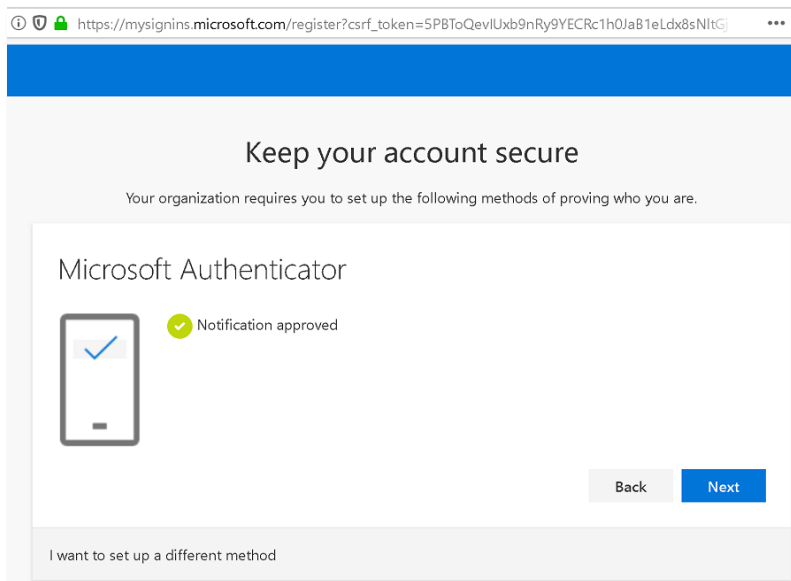 https://mysignins.microsoft.com/register?csrf_token=5PBToQevIUxb9nRy9YECRc1h0JaB1eLdx8sNltG
Keep your account secure
Your organization requires you to set up the following methods of proving who you are.
Microsoft Authenticator
Notification approved
Back
Next
I want to set up a different method